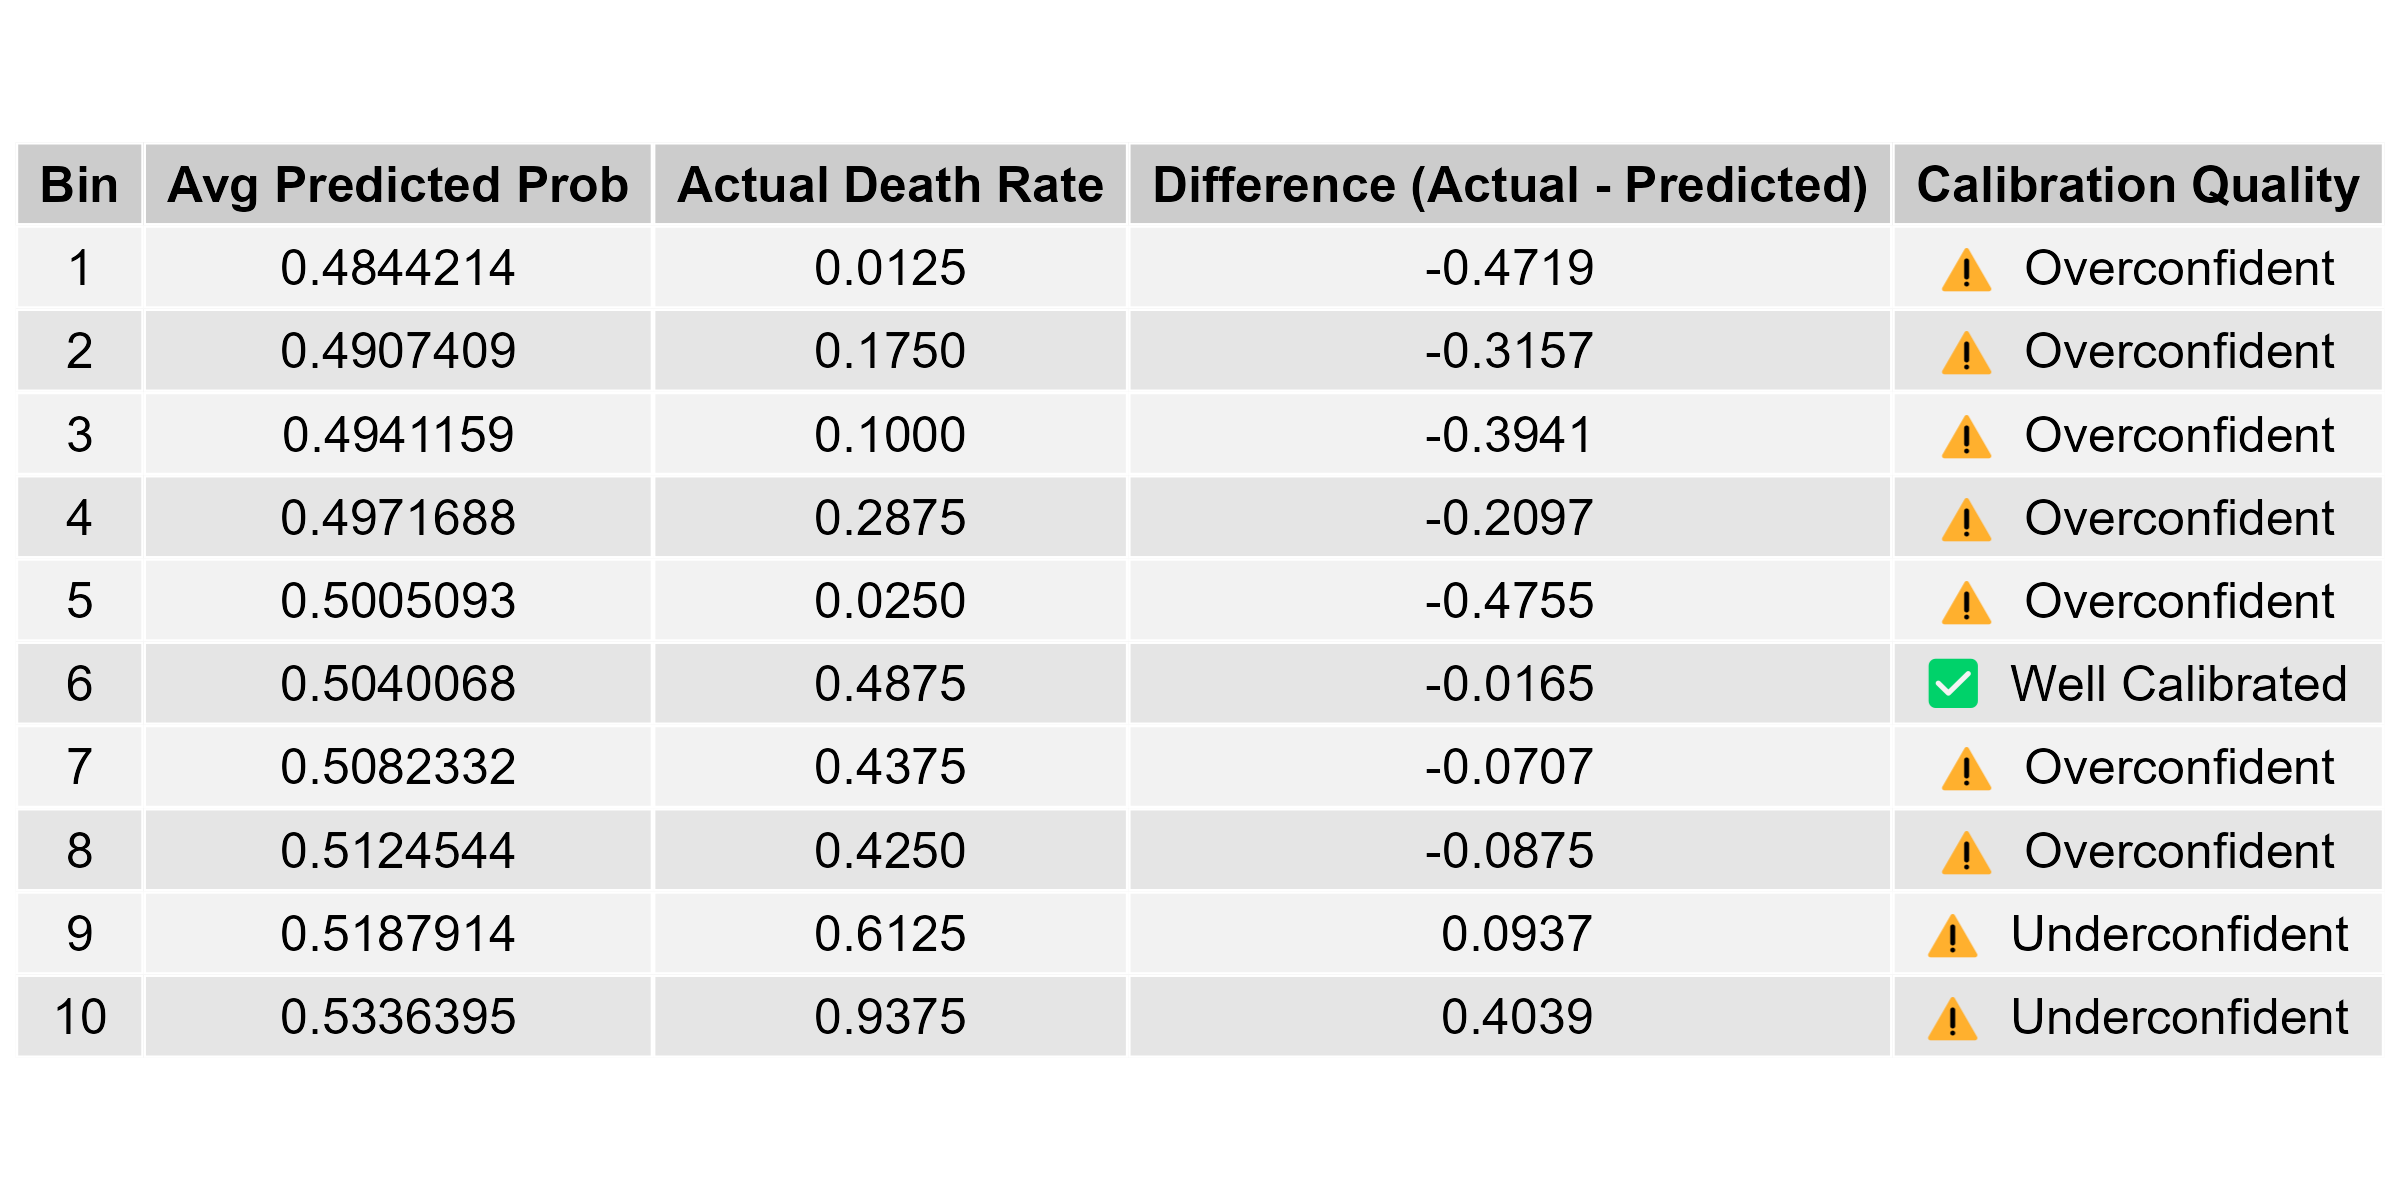 Bin Avg Predicted Prob Actual Death Rate Difference (Actual - Predicted) Calibration Quality
1 0.4844214 0.0125 -0.4719 ⚠️ Overconfident
2 0.4907409 0.1750 -0.3157 ⚠️ Overconfident
3 0.4941159 0.1000 -0.3941 ⚠️ Overconfident
4 0.4971688 0.2875 -0.2097 ⚠️ Overconfident
5 0.5005093 0.0250 -0.4755 ⚠️ Overconfident
6 0.5040068 0.4875 -0.0165 ✅ Well Calibrated
7 0.5082332 0.4375 -0.0707 ⚠️ Overconfident
8 0.5124544 0.4250 -0.0875 ⚠️ Overconfident
9 0.5187914 0.6125 0.0937 ⚠️ Underconfident
10 0.5336395 0.9375 0.4039 ⚠️ Underconfident